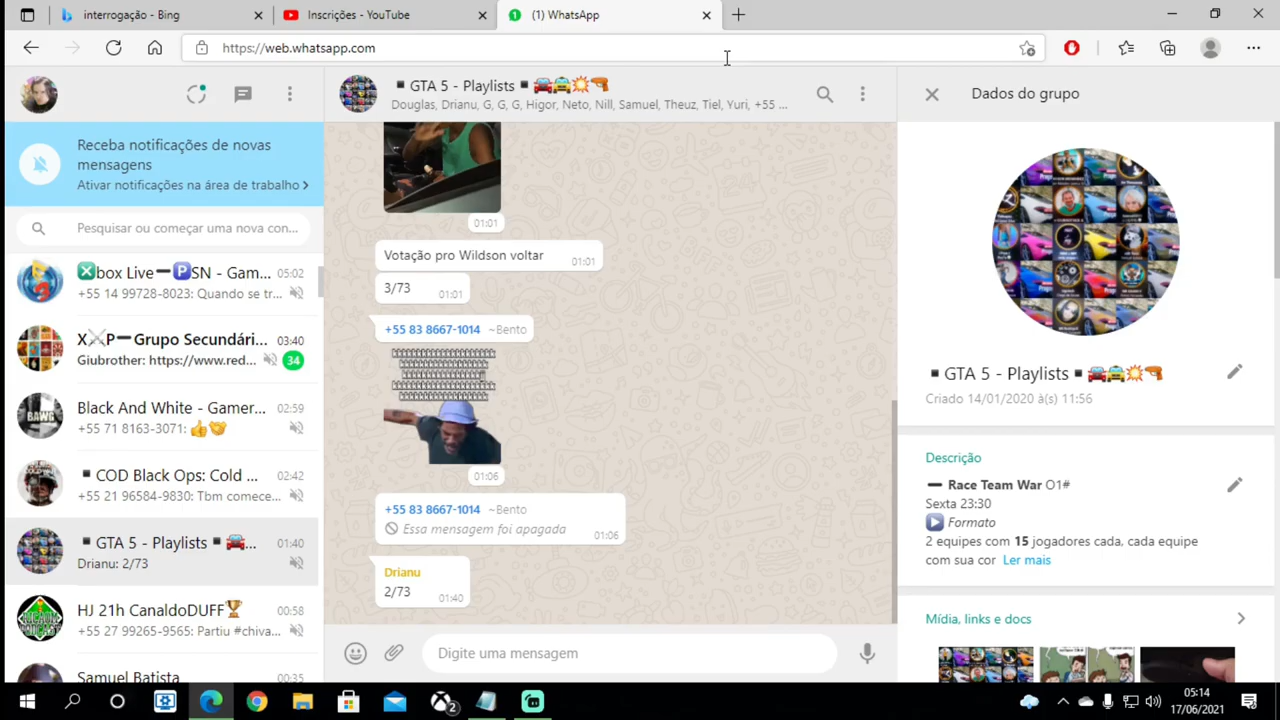 interrogação - Bing
Inscrições - YouTube
1
(1) WhatsApp
https://web.whatsapp.com
Receba notificações de novas
mensagens
Ativar notificações na área de trabalho
Pesquisar ou começar uma nova con...
Xbox Live➖🅿SN - Gam...
05:02
+55 14 99728-8023: Quando se tr...
X⚔P➖Grupo Secundári...
03:40
Giubrother: https://www.red...
34
Black And White - Gamer...
02:59
+55 71 8163-3071: 👍🤝
BAWG
◾COD Black Ops: Cold ...
02:42
+55 21 96584-9830: Tbm comece...
◾GTA 5 - Playlists◾🚘...
01:40
Drianu: 2/73
HJ 21h CanaldoDUFF🏆
00:58
+55 27 99265-9565: Partiu #chiva...
Samuel Batista
00:35
◾GTA 5 - Playlists◾🚘🚖💥🔫
Douglas, Drianu, G, G, G, Higor, Neto, Nill, Samuel, Theuz, Tiel, Yuri, +55 ...
01:01
Votação pro Wildson voltar
01:01
3/73
01:01
+55 83 8667-1014 ~Bento
01:06
+55 83 8667-1014 ~Bento
Essa mensagem foi apagada
01:06
Drianu
2/73
01:40
Digite uma mensagem
Dados do grupo
◾GTA 5 - Playlists◾🚘🚖💥🔫
Criado 14/01/2020 à(s) 11:56
Descrição
➖ Race Team War O1#
Sexta 23:30
▶ Formato
2 equipes com 15 jogadores cada, cada equipe
com sua cor Ler mais
Mídia, links e docs
2
05:14
17/06/2021